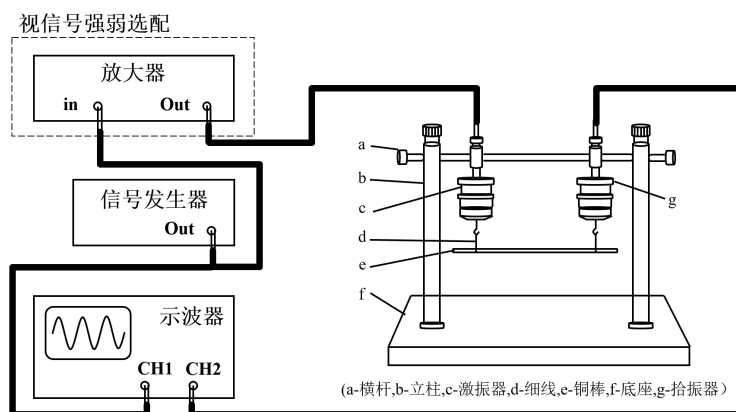 视信号强弱选配
放大器
in Out
信号发生器
Out
示波器
CH1 CH2
a
b
c
d
e
f
g
(a-横杆,b-立柱,c-激振器,d-细线,e-铜棒,f-底座,g-拾振器)